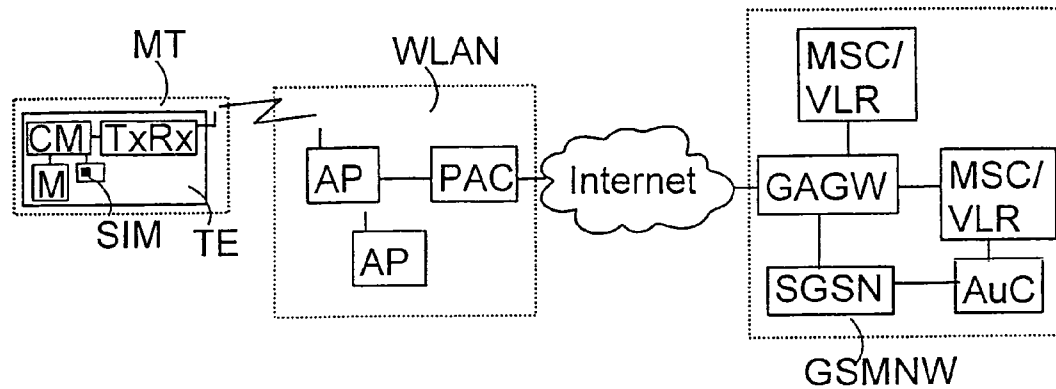 MT
WLAN
MSC/
VLR
CM
TxRx
M
SIM
TE
AP
PAC
AP
Internet
GAGW
MSC/
VLR
SGSN
AuC
GSMNW